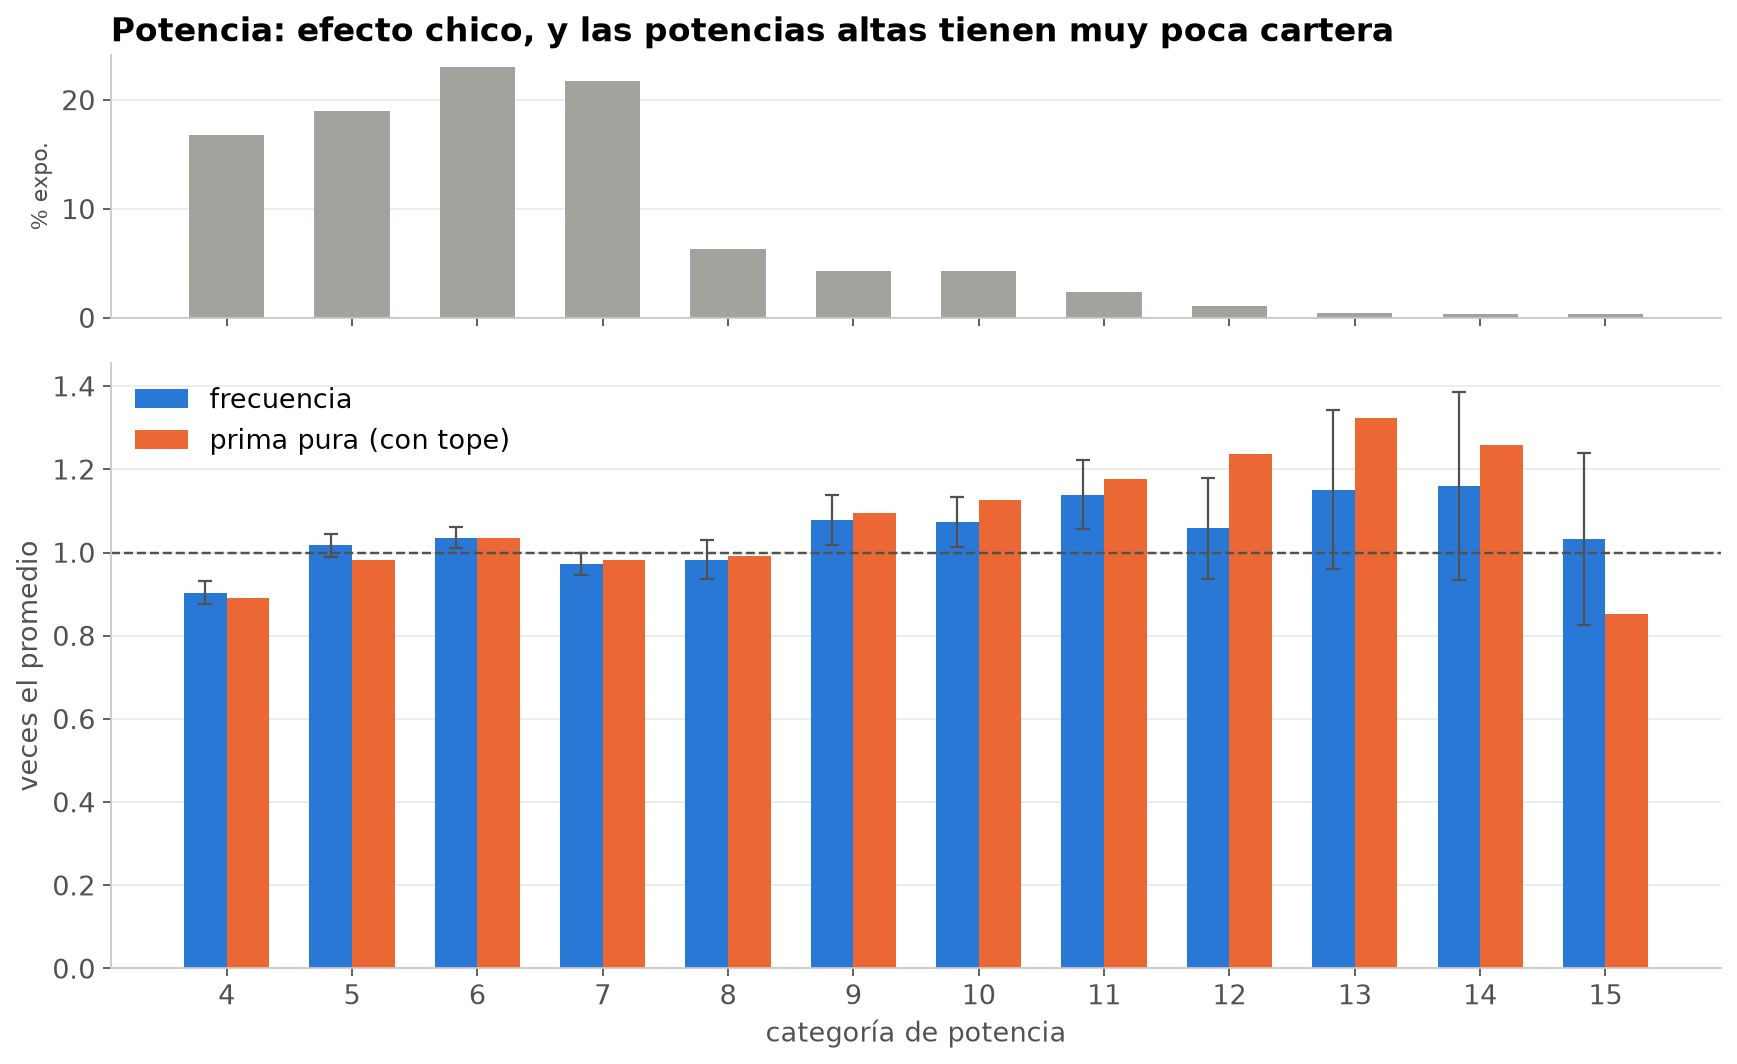 Potencia: efecto chico, y las potencias altas tienen muy poca cartera
% expo.
20
10
0
frecuencia
prima pura (con tope)
veces el promedio
1.4
1.2
1.0
0.8
0.6
0.4
0.2
0.0
4 5 6 7 8 9 10 11 12 13 14 15
categoría de potencia